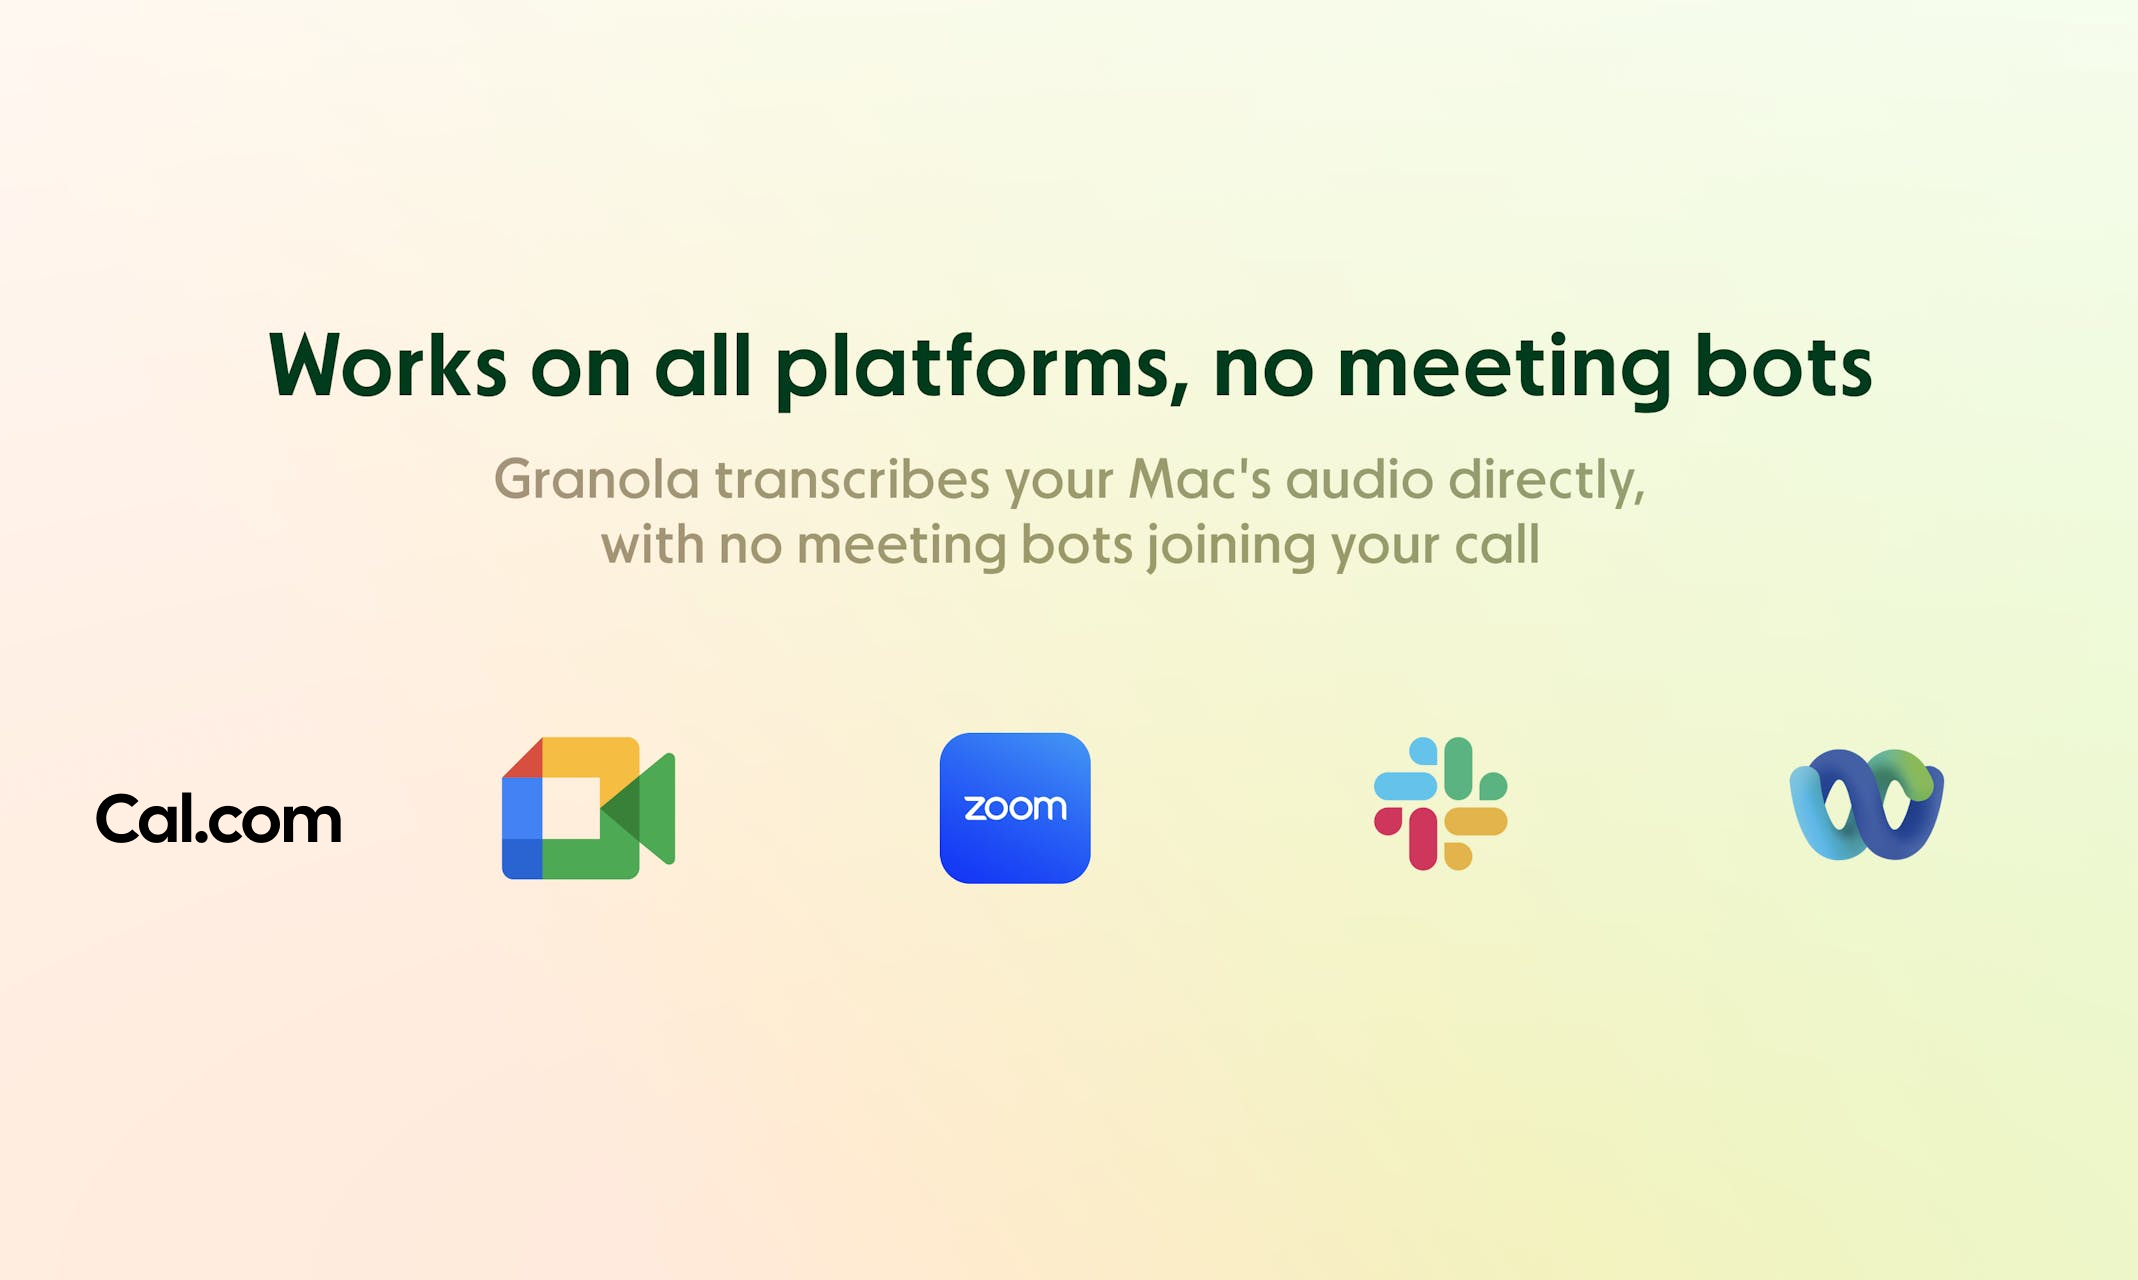 Works on all platforms, no meeting bots
Granola transcribes your Mac's audio directly,
with no meeting bots joining your call
Cal.com
zoom